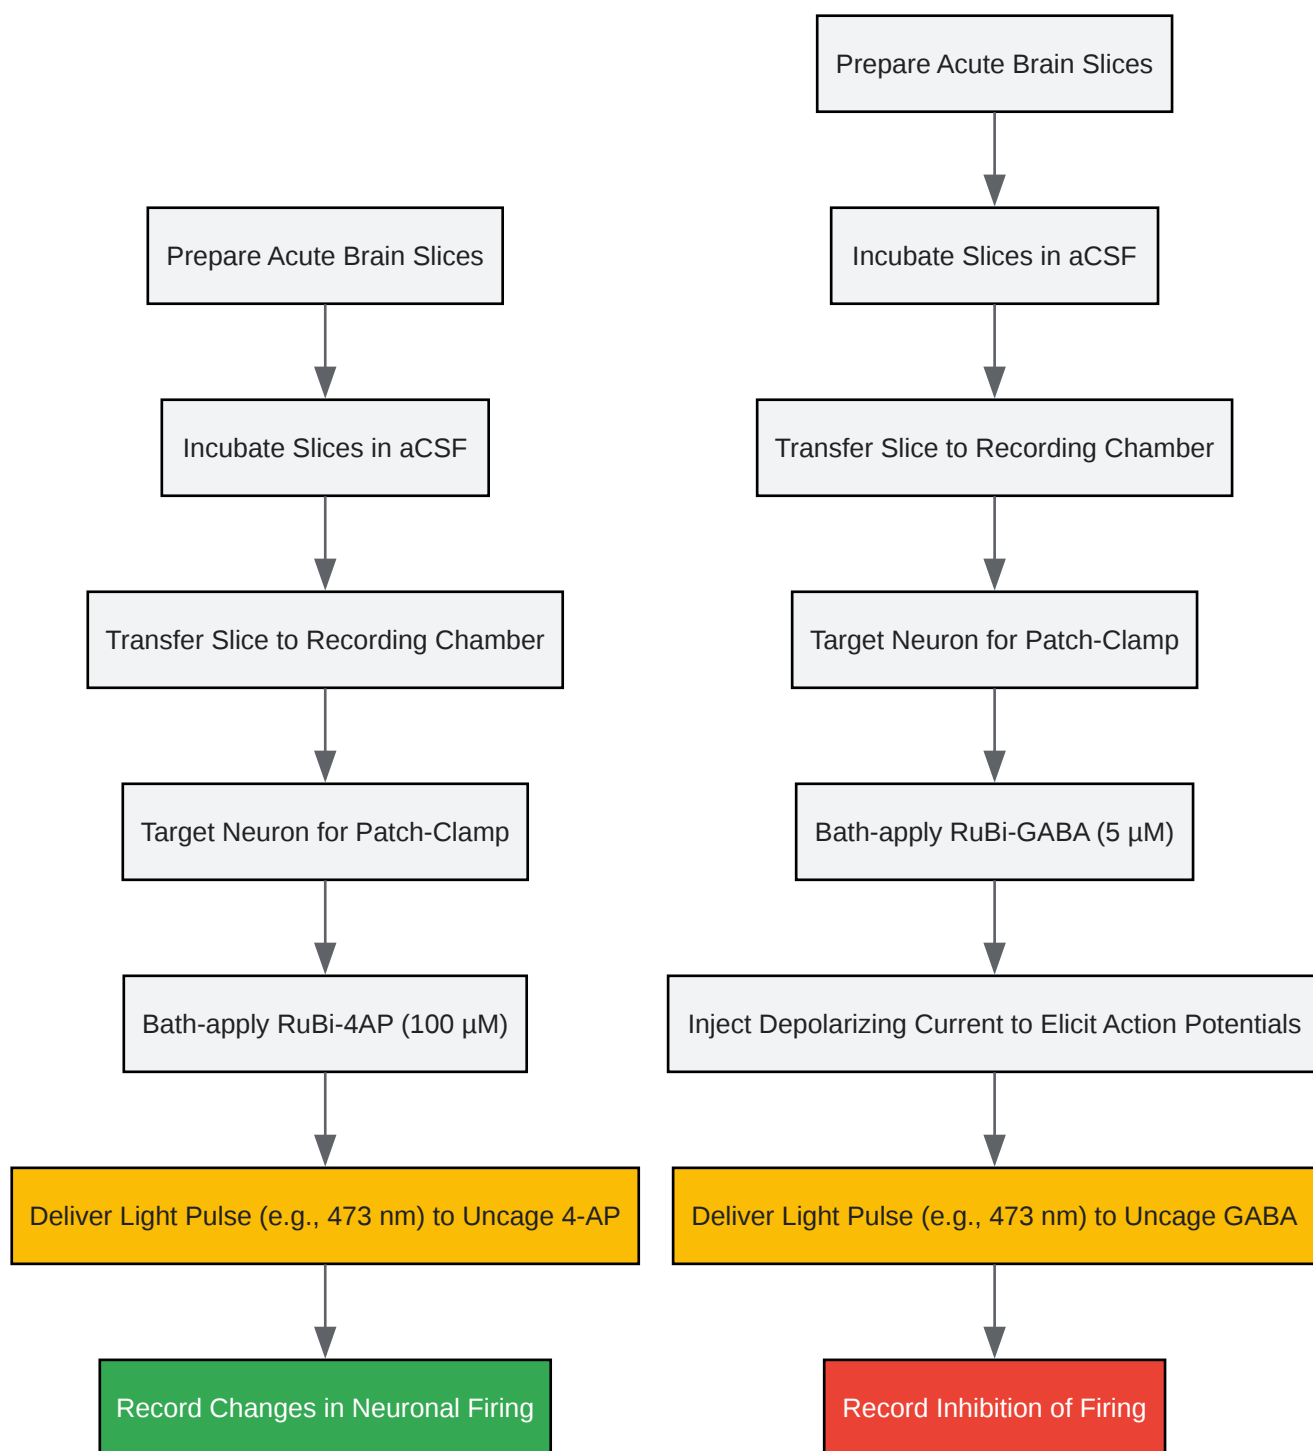 Prepare Acute Brain Slices
Incubate Slices in aCSF
Transfer Slice to Recording Chamber
Target Neuron for Patch-Clamp
Bath-apply RuBi-4AP (100 µM)
Deliver Light Pulse (e.g., 473 nm) to Uncage 4-AP
Record Changes in Neuronal Firing
Prepare Acute Brain Slices
Incubate Slices in aCSF
Transfer Slice to Recording Chamber
Target Neuron for Patch-Clamp
Bath-apply RuBi-GABA (5 µM)
Inject Depolarizing Current to Elicit Action Potentials
Deliver Light Pulse (e.g., 473 nm) to Uncage GABA
Record Inhibition of Firing